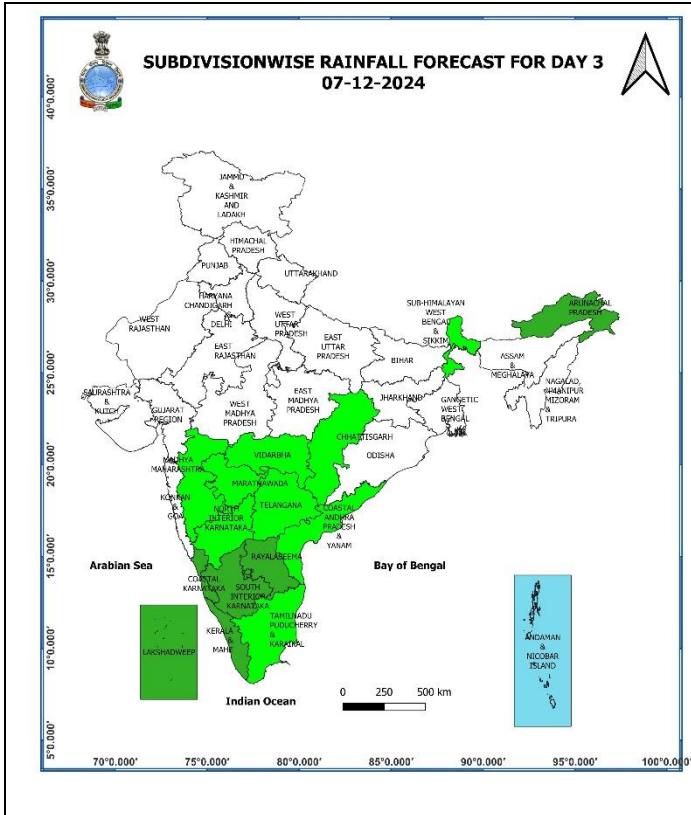 SUBDIVISIONWISE RAINFALL FORECAST FOR DAY 3
07-12-2024
40°0.000'
35°0.000'
30°0.000'
25°0.000'
20°0.000'
15°0.000'
10°0.000'
5°0.000'
JAMMU
&
KASHMIR
AND
LADAKH
HIMACHAL
PRADESH
PUNJAB
UTTARAKHAND
HARYANA
CHANDIGARH
&
DELHI
WEST
RAJASTHAN
WEST
UTTAR
PRADESH
EAST
RAJASTHAN
EAST
UTTAR
PRADESH
SUB-HIMALAYAN
WEST
BENGAL
&
SIKKIM
ARUNACHAL
PRADESH
BIHAR
ASSAM
&
MEGHALAYA
NAGALAD,
MANIPUR
MIZORAM
&
TRIPURA
SAURASHTRA
& KUTCH
GUJARAT
REGION
WEST
MADHYA
PRADESH
EAST
MADHYA
PRADESH
JHARKHAND
GANGETIC
WEST
BENGAL
CHHATTISGARH
ODISHA
VIDARBHA
MADHYA
MAHARASHTRA
MARATHWADA
KONKAN
&
GOA
NORTH
INTERIOR
KARNATAKA
TELANGANA
COASTAL
ANDHRA
PRADESH
&
YANAM
RAYALASEEMA
Arabian Sea
Bay of Bengal
COASTAL
KARNATAKA
SOUTH
INTERIOR
KARNATAKA
TAMILNADU
PUDUCHERRY
&
KARAIKAL
KERALA
&
MAHE
LAKSHADWEEP
ANDAMAN
&
NICOBAR
ISLAND
Indian Ocean
0 250 500 km
70°0.000' 75°0.000' 80°0.000' 85°0.000' 90°0.000' 95°0.000' 100°0.000'